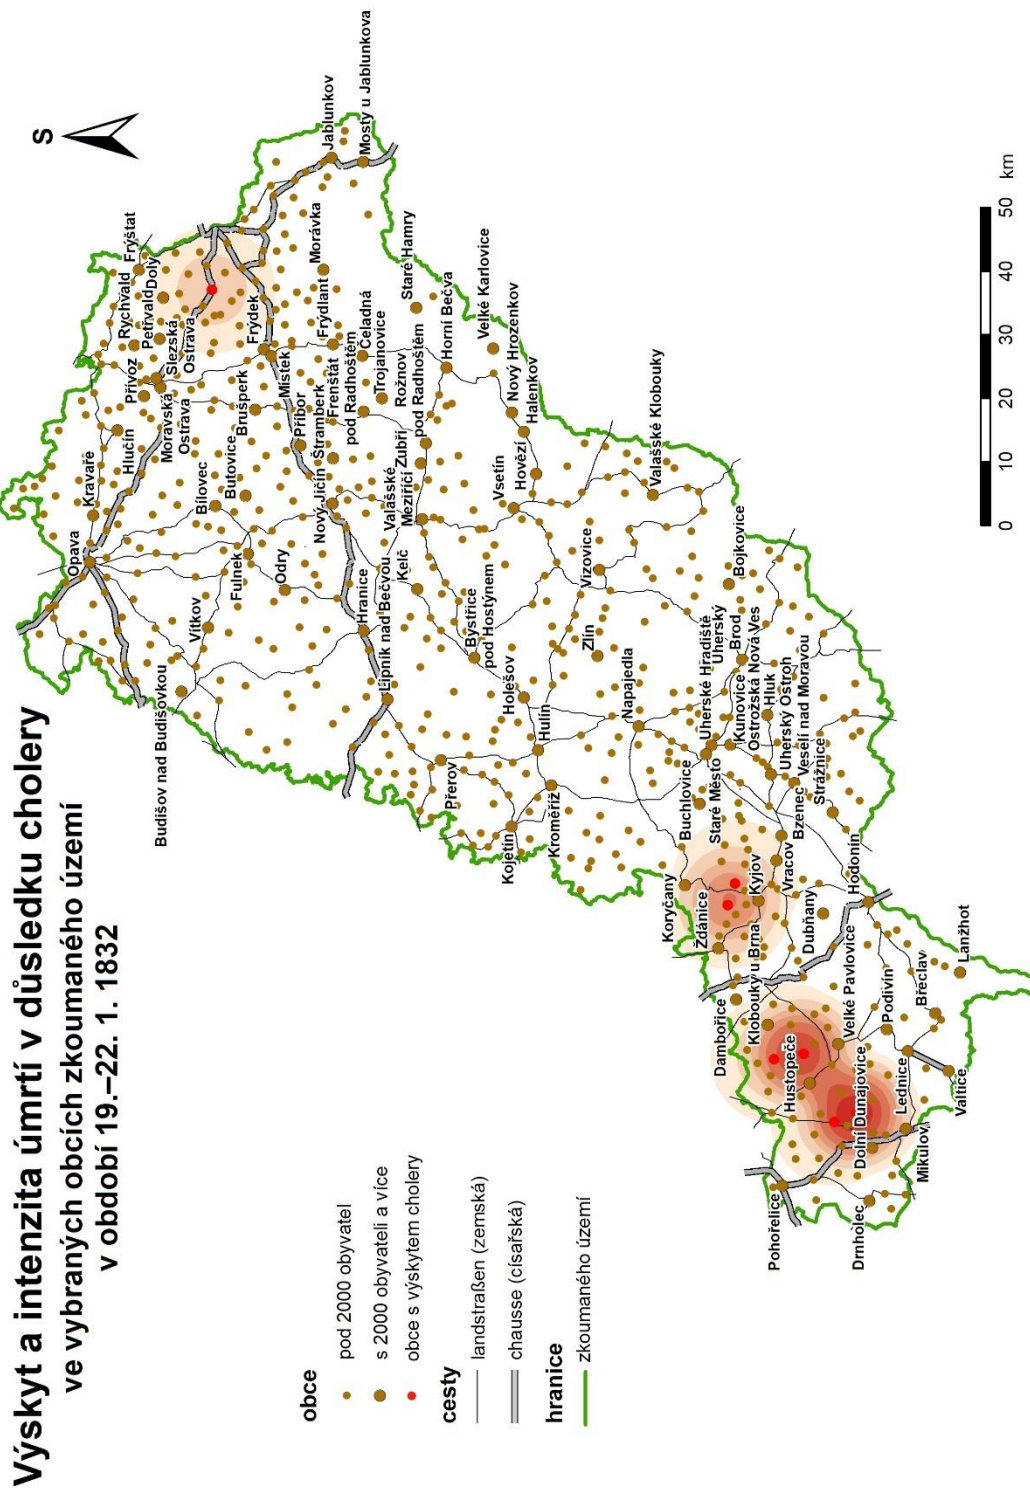 Výskyt a intenzita úmrtí v důsledku cholery
ve vybraných obcích zkoumaného území
v období 19.–22. 1. 1832
S
obce
pod 2000 obyvatel
s 2000 obyvateli a více
obce s výskytem cholery
cesty
landstraßen (zemská)
chausse (císařská)
hranice
zkoumaného území
0 10 20 30 40 50 km
Opava
Kravaře
Hlučín
Přívoz
Rychvald
Petřvald
Doly
Fryštat
Moravská
Ostrava
Slezská
Ostrava
Vítkov
Budišov nad Budišovkou
Bílovec
Butovice
Fulnek
Odry
Brušperk
Frýdek
Místek
Příbor
Nový Jičín
Štramberk
Frenštát
pod Radhoštěm
Frýdlant
Morávka
Čeladná
Trojanovice
Jablunkov
Mosty u Jablunkova
Staré Hamry
Hranice
Lipník nad Bečvou
Kelč
Valašské
Meziříčí
Zubří
Rožnov
pod Radhoštěm
Horní Bečva
Velké Karlovice
Nový Hrozenkov
Halenkov
Hovězí
Vsetín
Bystřice
pod Hostýnem
Přerov
Kojetín
Kroměříž
Hulín
Holešov
Zlín
Vizovice
Valašské Klobouky
Napajedla
Bojkovice
Uherský
Brod
Uherské Hradiště
Kunovice
Ostrožská Nová Ves
Hluk
Uherský Ostroh
Veselí nad Moravou
Strážnice
Buchlovice
Staré Město
Bzenec
Vracov
Kyjov
Koryčany
Ždánice
Dubňany
Hodonín
Dambořice
Klobouky u Brna
Hustopeče
Velké Pavlovice
Podivín
Břeclav
Lanžhot
Lednice
Valtice
Mikulov
Dolní Dunajovice
Drnholec
Pohořelice